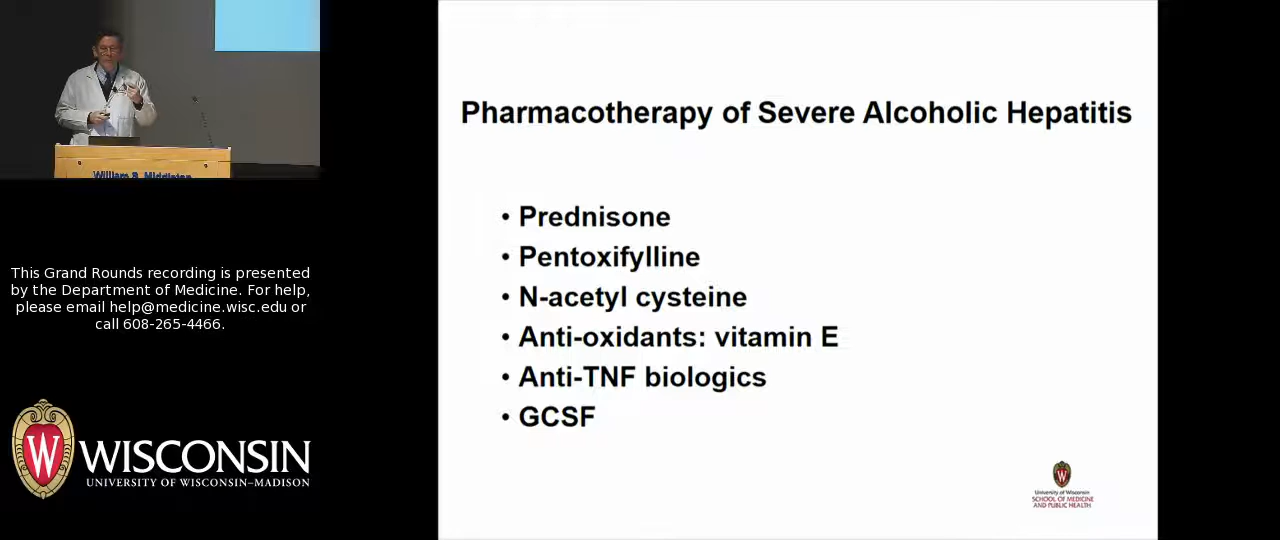 Pharmacotherapy of Severe Alcoholic Hepatitis
• Prednisone
• Pentoxifylline
• N-acetyl cysteine
• Anti-oxidants: vitamin E
• Anti-TNF biologics
• GCSF
University of Wisconsin
SCHOOL OF MEDICINE
AND PUBLIC HEALTH
William S. Middleton
This Grand Rounds recording is presented
by the Department of Medicine. For help,
please email help@medicine.wisc.edu or
call 608-265-4466.
W
WISCONSIN
UNIVERSITY OF WISCONSIN–MADISON